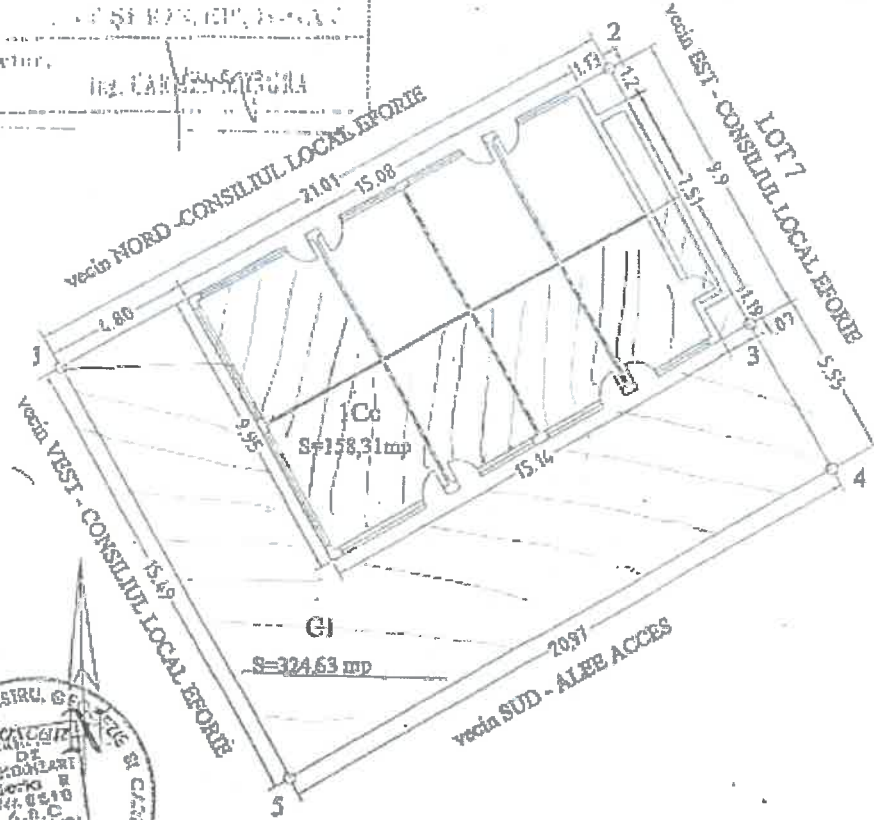 vecin NORD -CONSILIUL LOCAL EFORIE
21.01
15.08
1.13
2
1.2
vecin EST - CONSILIUL LOCAL EFORIE
LOT 7
9.9
7.51
4.80
1
1.19
1.07
3
5.55
4
9.95
1Cc
S=158,31mp
15.14
vecin VEST - CONSILIUL LOCAL EFORIE
15.49
G1
S=324,63 mp
20.97
vecin SUD - ALEE ACCES
5